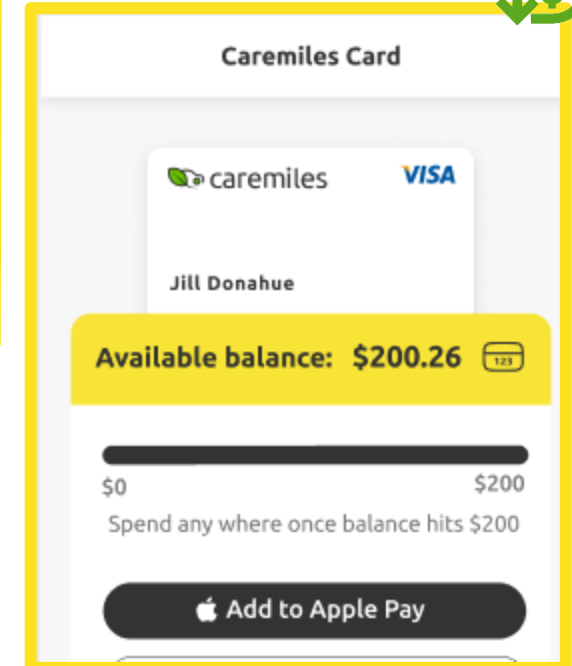 Caremiles Card
caremiles VISA
Jill Donahue
Available balance: $200.26 123
$0 $200
Spend any where once balance hits $200
Add to Apple Pay